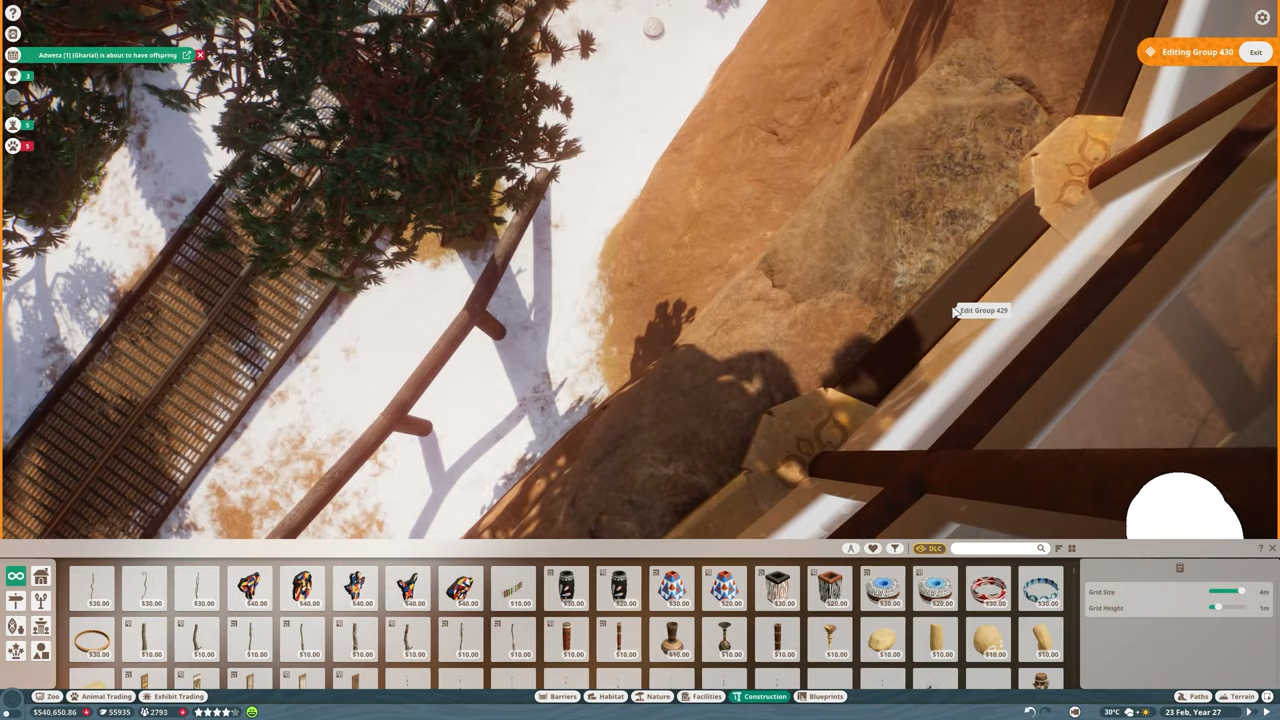 ?
Adweta [1] (Gharial) is about to have offspring
3
5
5
Editing Group 430
Exit
Edit Group 429
A
DLC
?
$30.00 $30.00 $30.00 $40.00 $40.00 $40.00 $40.00 $40.00 $10.00 $30.00 $20.00 $30.00 $20.00 $30.00 $20.00 $30.00 $20.00 $30.00 $30.00
$30.00 $10.00 $10.00 $10.00 $10.00 $10.00 $10.00 $10.00 $10.00 $10.00 $10.00 $10.00 $10.00 $10.00 $10.00 $10.00 $10.00 $10.00 $10.00
Grid Size 4m
Grid Height 1m
Zoo Animal Trading Exhibit Trading Barriers Habitat Nature Facilities Construction Blueprints Paths Terrain
$540,650.86 55935 2793 30°C 23 Feb, Year 27